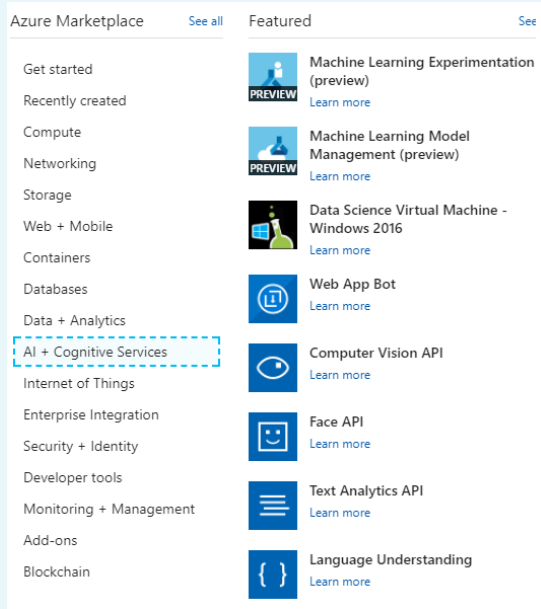 Azure Marketplace
See all
Get started
Recently created
Compute
Networking
Storage
Web + Mobile
Containers
Databases
Data + Analytics
AI + Cognitive Services
Internet of Things
Enterprise Integration
Security + Identity
Developer tools
Monitoring + Management
Add-ons
Blockchain
Featured
See
PREVIEW
Machine Learning Experimentation
(preview)
Learn more
PREVIEW
Machine Learning Model
Management (preview)
Learn more
Data Science Virtual Machine -
Windows 2016
Learn more
Web App Bot
Learn more
Computer Vision API
Learn more
Face API
Learn more
Text Analytics API
Learn more
{ }
Language Understanding
Learn more